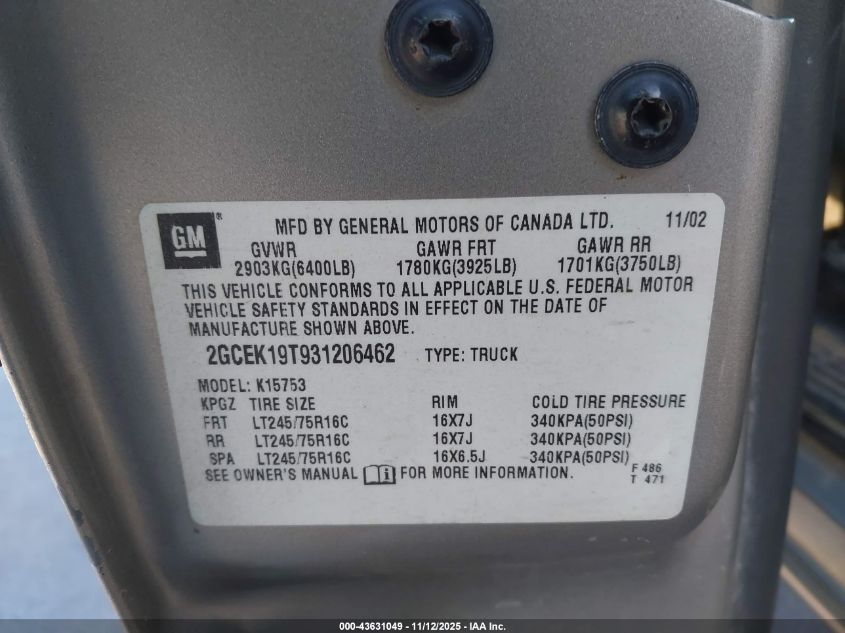 GM ® MFD BY GENERAL MOTORS OF CANADA LTD. 11/02
GVWR GAWR FRT GAWR RR
2903KG(6400LB) 1780KG(3925LB) 1701KG(3750LB)
THIS VEHICLE CONFORMS TO ALL APPLICABLE U.S. FEDERAL MOTOR
VEHICLE SAFETY STANDARDS IN EFFECT ON THE DATE OF
MANUFACTURE SHOWN ABOVE.
2GCEK19T931206462 TYPE: TRUCK
MODEL: K15753
KPGZ TIRE SIZE RIM COLD TIRE PRESSURE
FRT LT245/75R16C 16X7J 340KPA(50PSI)
RR LT245/75R16C 16X7J 340KPA(50PSI)
SPA LT245/75R16C 16X6.5J 340KPA(50PSI)
SEE OWNER'S MANUAL i FOR MORE INFORMATION. F 486
T 471
000-43631049 - 11/12/2025 - IAA Inc.